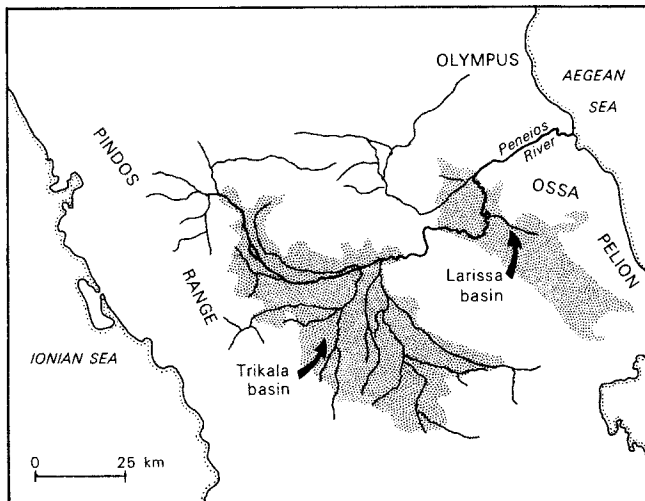 OLYMPUS
AEGEAN
SEA
PINDOS
Peneios
River
OSSA
PELION
RANGE
Larissa
basin
IONIAN SEA
Trikala
basin
0 25 km